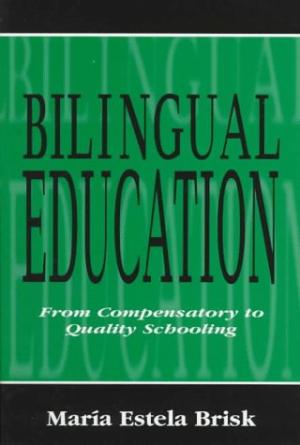 BILINGUAL
EDUCATION
From Compensatory to
Quality Schooling
María Estela Brisk